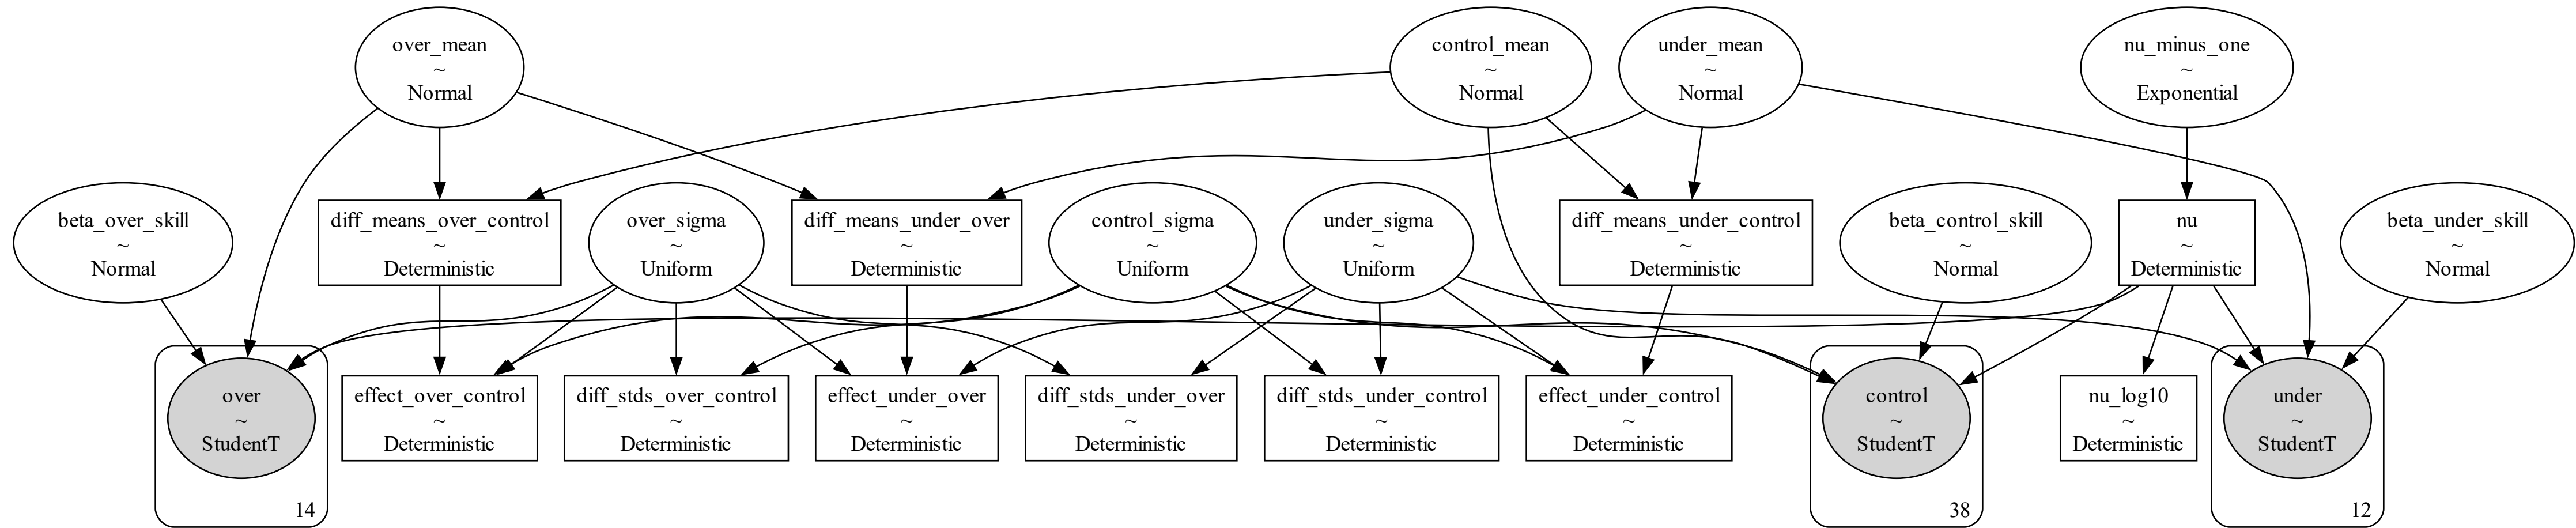 over_mean
~
Normal
control_mean
~
Normal
under_mean
~
Normal
nu_minus_one
~
Exponential
beta_over_skill
~
Normal
diff_means_over_control
~
Deterministic
over_sigma
~
Uniform
diff_means_under_over
~
Deterministic
control_sigma
~
Uniform
under_sigma
~
Uniform
diff_means_under_control
~
Deterministic
beta_control_skill
~
Normal
nu
~
Deterministic
beta_under_skill
~
Normal
over
~
StudentT
14
effect_over_control
~
Deterministic
diff_stds_over_control
~
Deterministic
effect_under_over
~
Deterministic
diff_stds_under_over
~
Deterministic
diff_stds_under_control
~
Deterministic
effect_under_control
~
Deterministic
control
~
StudentT
38
nu_log10
~
Deterministic
under
~
StudentT
12